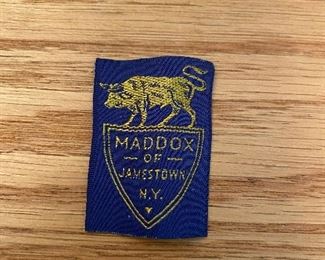 MADDOX
- OF -
JAMESTOWN
N.Y.